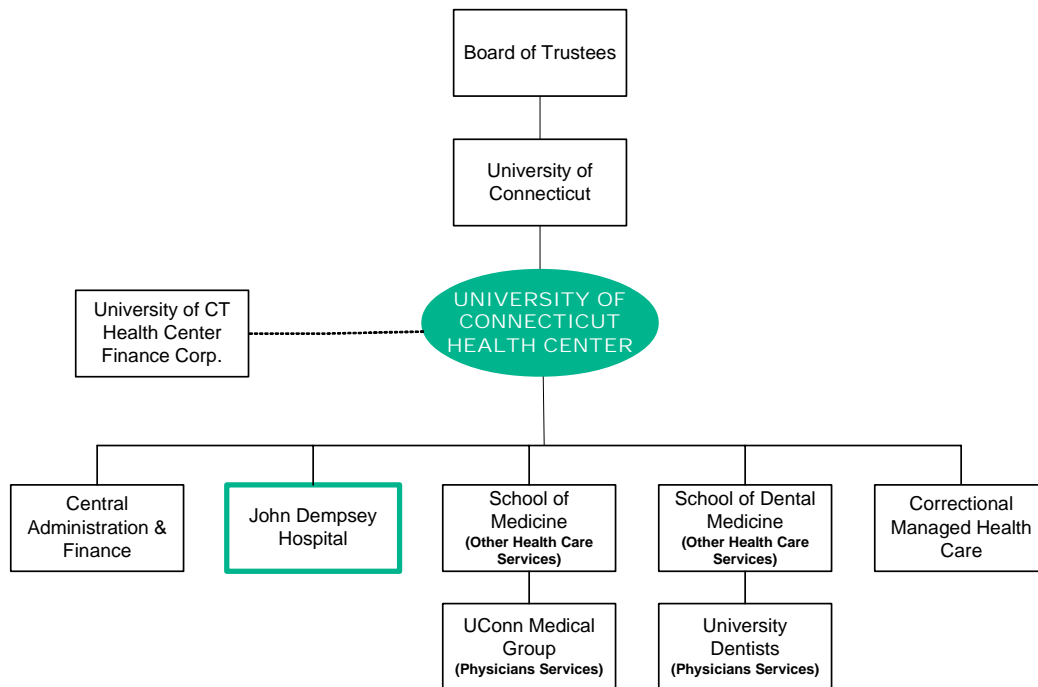 Board of Trustees
University of
Connecticut
UNIVERSITY OF
CONNECTICUT
HEALTH CENTER
University of CT
Health Center
Finance Corp.
Central
Administration &
Finance
John Dempsey
Hospital
School of
Medicine
(Other Health Care
Services)
School of Dental
Medicine
(Other Health Care
Services)
Correctional
Managed Health
Care
UConn Medical
Group
(Physicians Services)
University
Dentists
(Physicians Services)